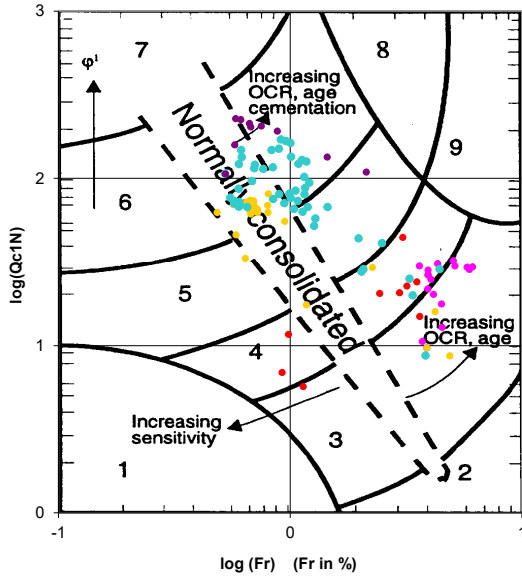 3
7
8
φ¹
Increasing
OCR, age
cementation
9
2
6
Normally consolidated
log(Qc1N)
5
Increasing
OCR, age
1
4
Increasing
sensitivity
3
1
2
0
-1
0
1
log (Fr) (Fr in %)